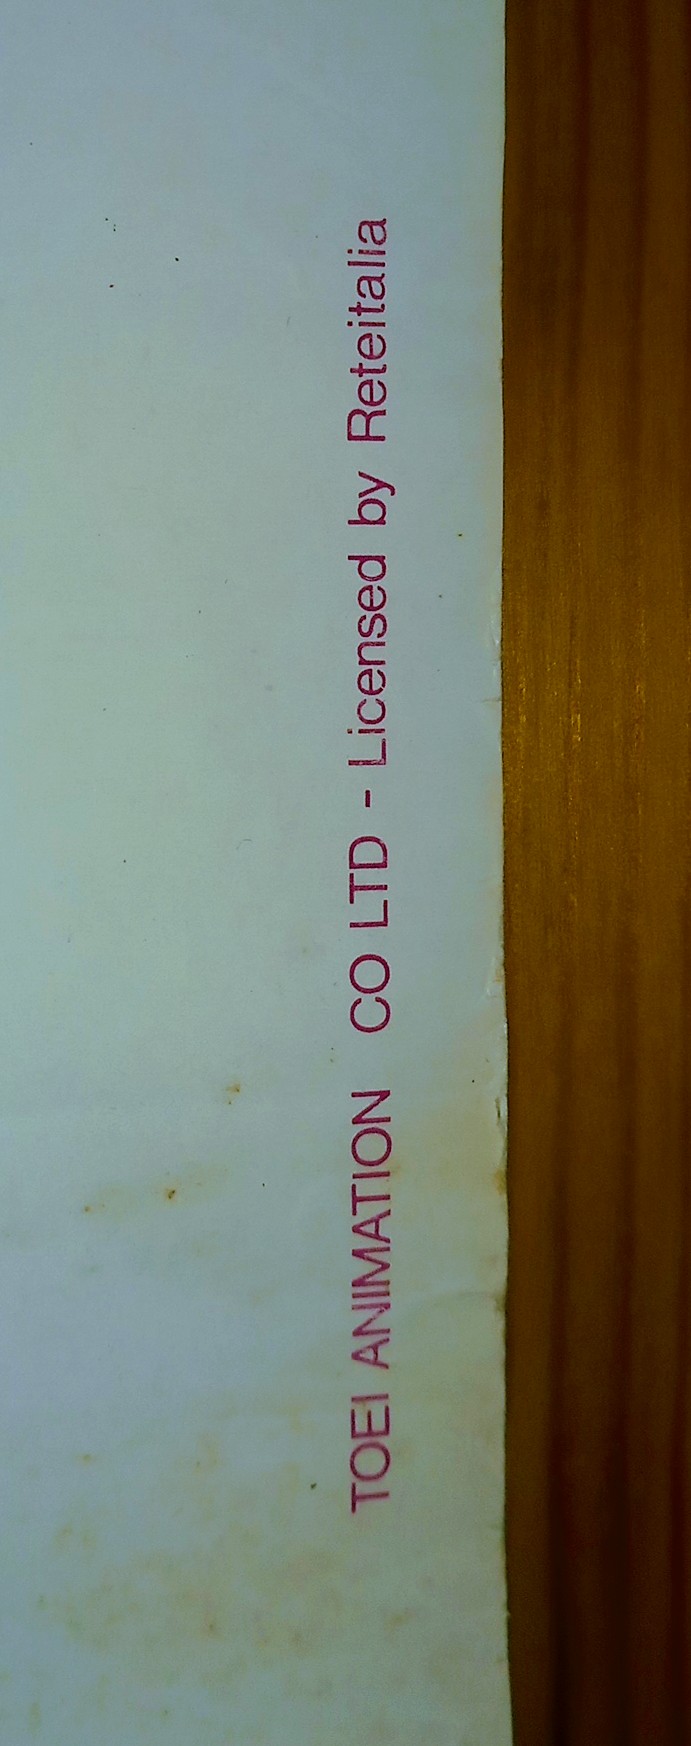 TOEI ANIMATION CO LTD - Licensed by Reteitalia